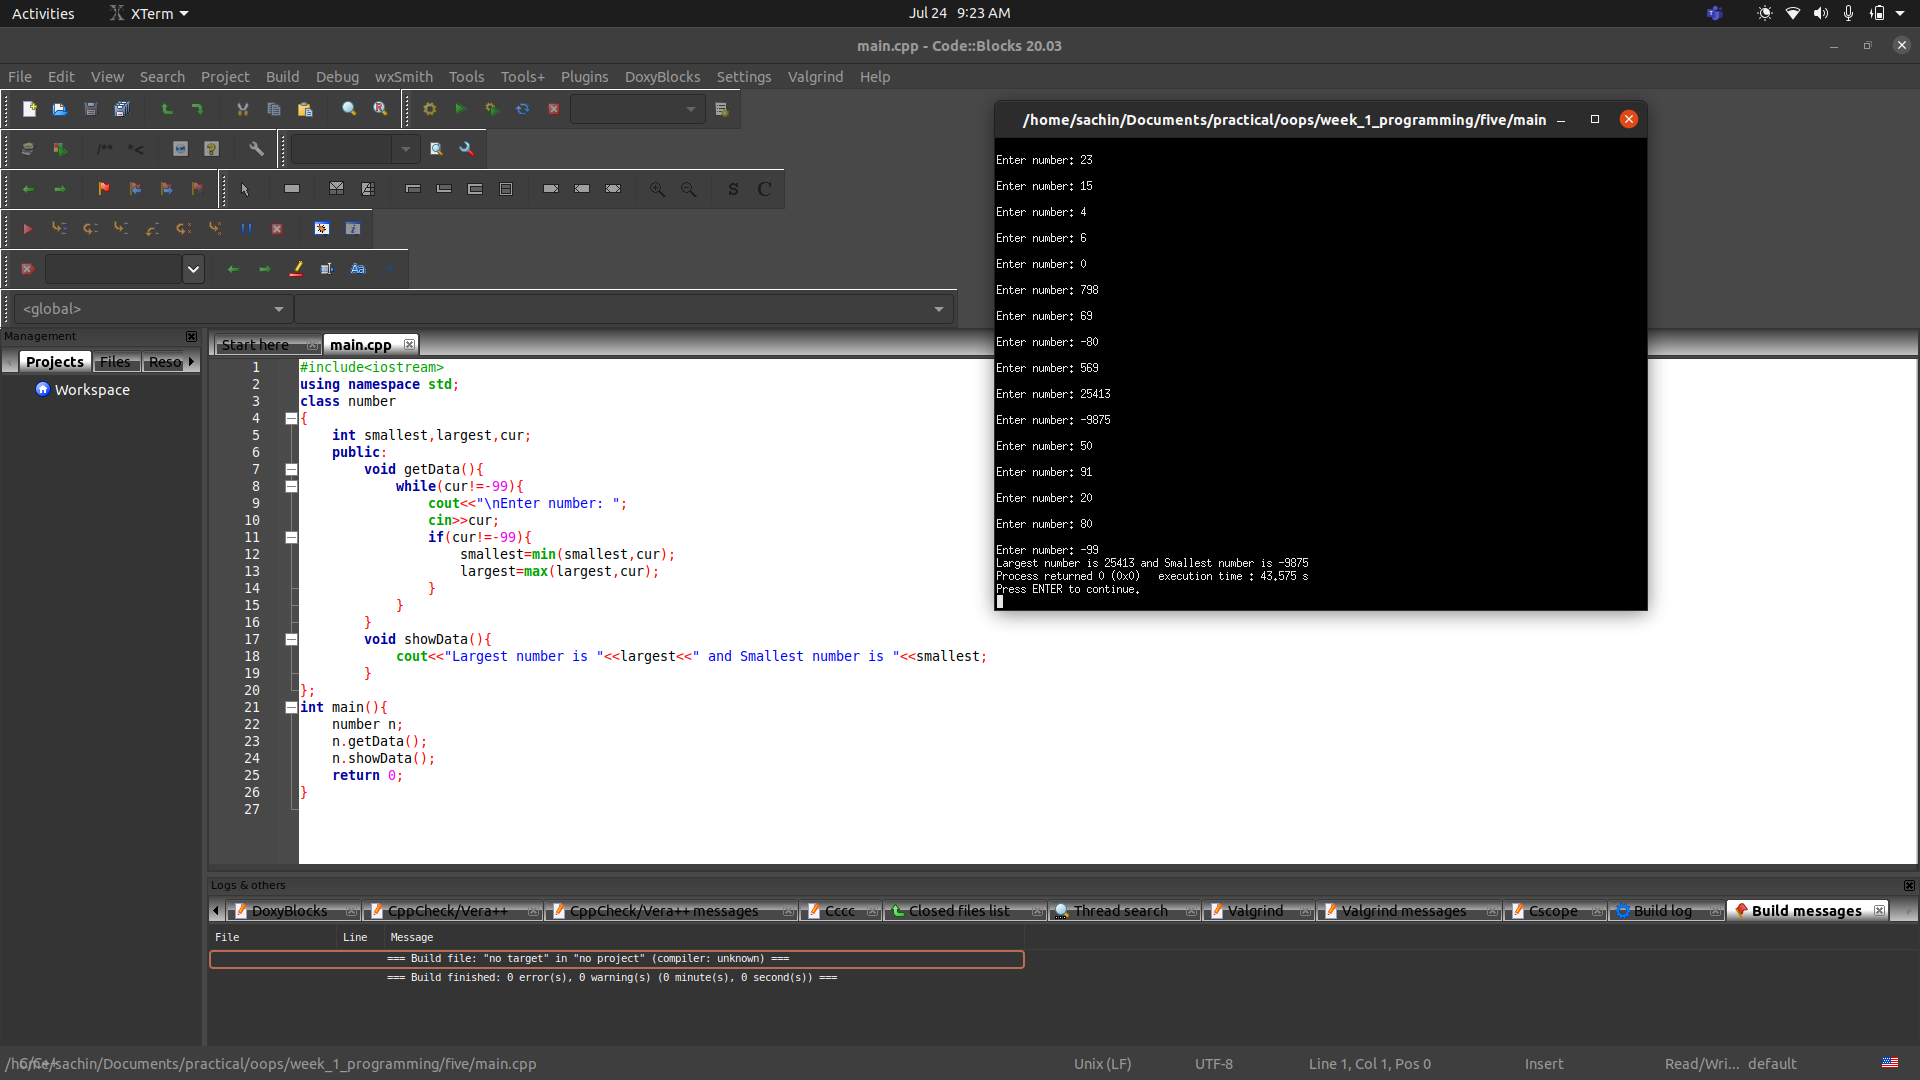 Activities XTerm Jul 24 9:23 AM
main.cpp - Code::Blocks 20.03
File Edit View Search Project Build Debug wxSmith Tools Tools+ Plugins DoxyBlocks Settings Valgrind Help
/** *<
S C
<global>
Management
Projects Files Reso
Workspace
Start here main.cpp
1 #include<iostream>
2 using namespace std;
3 class number
4 {
5 int smallest,largest,cur;
6 public:
7 void getData(){
8 while(cur!=-99){
9 cout<<"\nEnter number: ";
10 cin>>cur;
11 if(cur!=-99){
12 smallest=min(smallest,cur);
13 largest=max(largest,cur);
14 }
15 }
16 }
17 void showData(){
18 cout<<"Largest number is "<<largest<<" and Smallest number is "<<smallest;
19 }
20 };
21 int main(){
22 number n;
23 n.getData();
24 n.showData();
25 return 0;
26 }
27
/home/sachin/Documents/practical/oops/week_1_programming/five/main
Enter number: 23
Enter number: 15
Enter number: 4
Enter number: 6
Enter number: 0
Enter number: 798
Enter number: 69
Enter number: -80
Enter number: 569
Enter number: 25413
Enter number: -9875
Enter number: 50
Enter number: 91
Enter number: 20
Enter number: 80
Enter number: -99
Largest number is 25413 and Smallest number is -9875
Process returned 0 (0x0) execution time : 43.575 s
Press ENTER to continue.
Logs & others
DoxyBlocks CppCheck/Vera++ CppCheck/Vera++ messages Cccc Closed files list Thread search Valgrind Valgrind messages Cscope Build log Build messages
File Line Message
=== Build file: "no target" in "no project" (compiler: unknown) ===
=== Build finished: 0 error(s), 0 warning(s) (0 minute(s), 0 second(s)) ===
/home/sachin/Documents/practical/oops/week_1_programming/five/main.cpp C/C++ Unix (LF) UTF-8 Line 1, Col 1, Pos 0 Insert Read/Wri... default